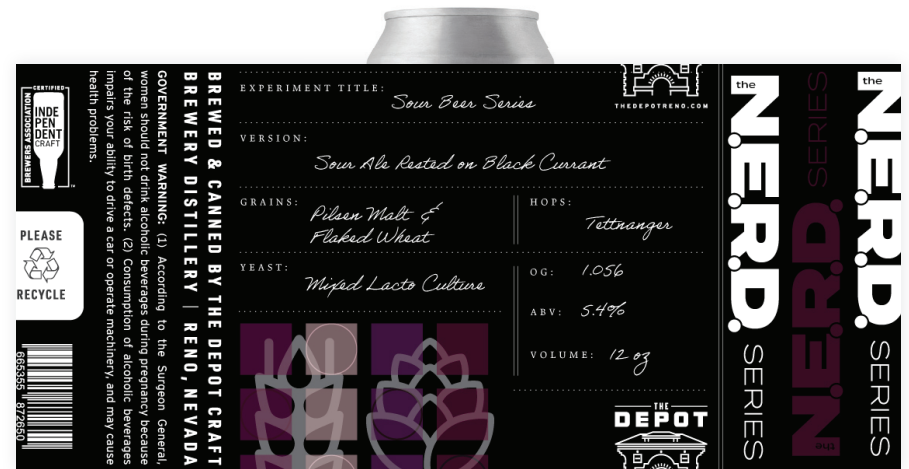 CERTIFIED
BREWERS ASSOCIATION
INDE
PEN
DENT
CRAFT
TM
PLEASE
RECYCLE
665355 872650
GOVERNMENT WARNING: (1) According to the Surgeon General,
women should not drink alcoholic beverages during pregnancy because
of the risk of birth defects. (2) Consumption of alcoholic beverages
impairs your ability to drive a car or operate machinery, and may cause
health problems.
BREWED & CANNED BY THE DEPOT CRAFT
BREWERY DISTILLERY | RENO, NEVADA
EXPERIMENT TITLE:
Sour Beer Series
THEDEPOTRENO.COM
VERSION:
Sour Ale Rested on Black Currant
GRAINS:
Pilsen Malt &
Flaked Wheat
HOPS:
Tettnanger
YEAST:
Mixed Lacto Culture
OG: 1.056
ABV: 5.4%
VOLUME: 12 oz
THE
DEPOT
the
N.E.R.D.
SERIES
the
N.E.R.D.
SERIES
the
N.E.R.D.
SERIES